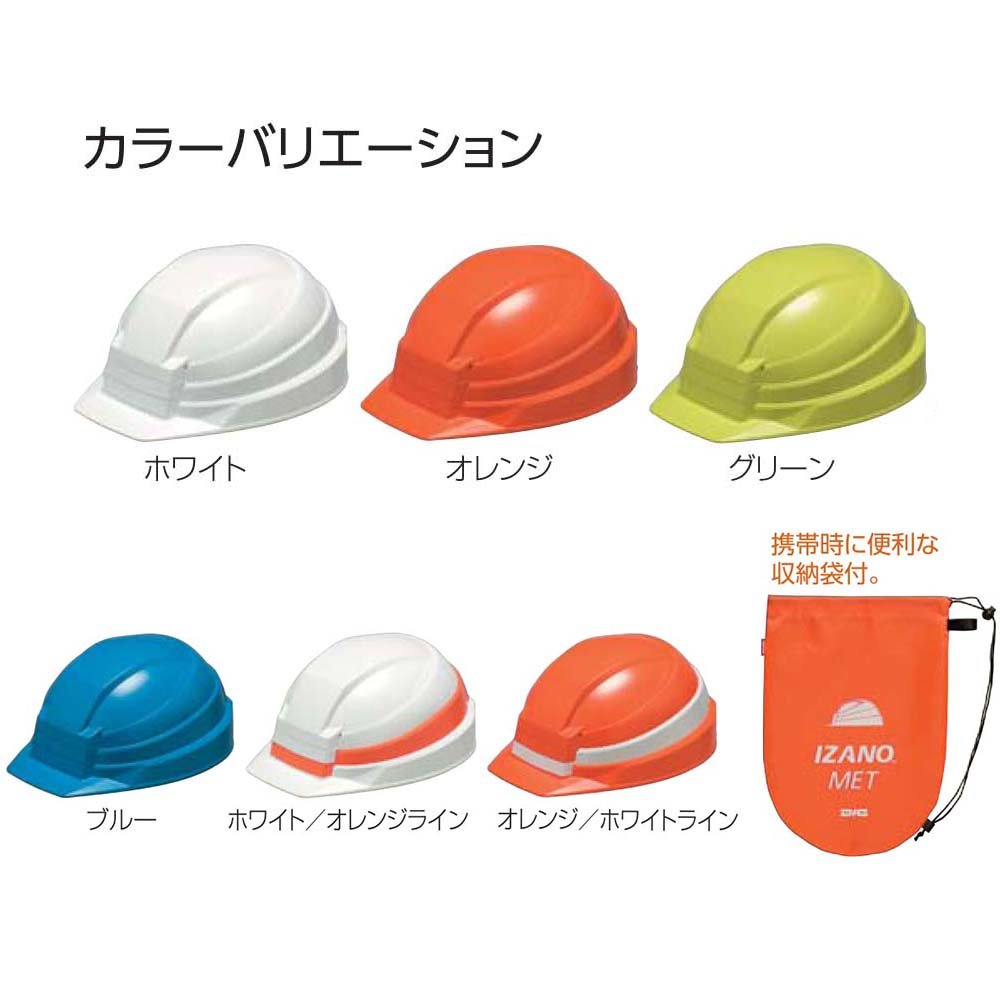 カラーバリエーション
ホワイト
オレンジ
グリーン
携帯時に便利な
収納袋付。
ブルー
ホワイト／オレンジライン
オレンジ／ホワイトライン
IZANO
MET
DIC